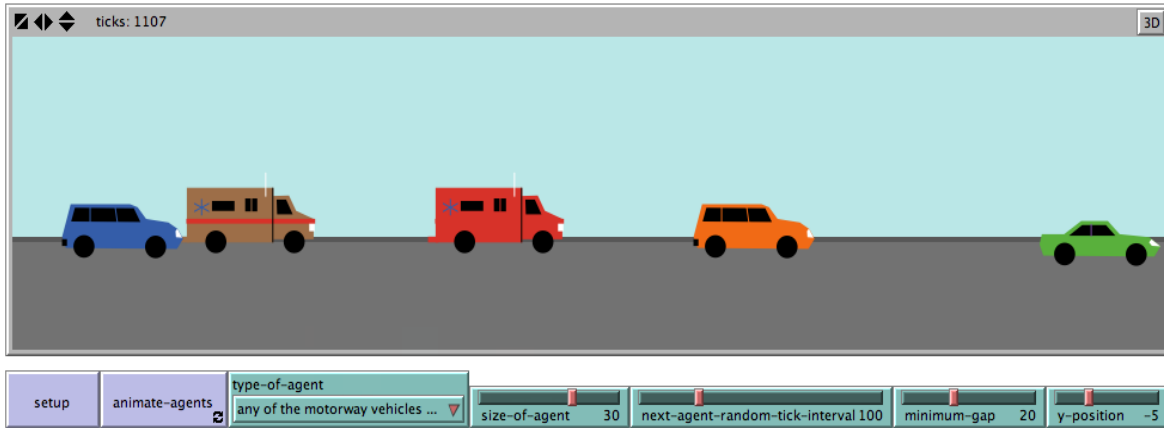 ticks: 1107
3D
setup
animate-agents
type-of-agent
any of the motorway vehicles ...
size-of-agent 30
next-agent-random-tick-interval 100
minimum-gap 20
y-position -5